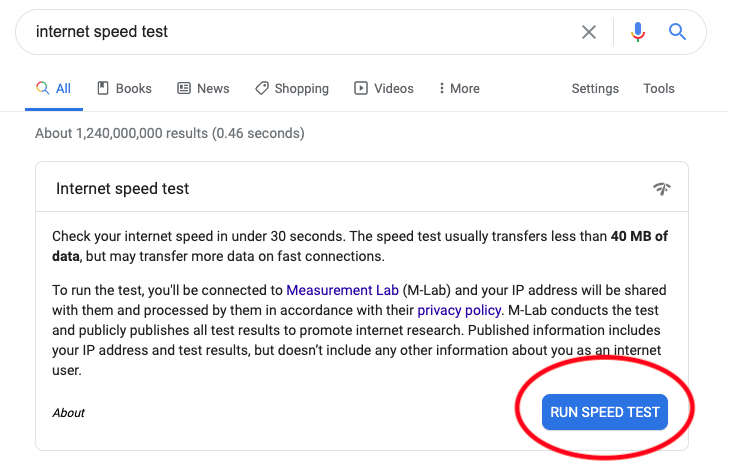 internet speed test
All Books News Shopping Videos More Settings Tools
About 1,240,000,000 results (0.46 seconds)
Internet speed test
Check your internet speed in under 30 seconds. The speed test usually transfers less than 40 MB of
data, but may transfer more data on fast connections.
To run the test, you'll be connected to Measurement Lab (M-Lab) and your IP address will be shared
with them and processed by them in accordance with their privacy policy. M-Lab conducts the test
and publicly publishes all test results to promote internet research. Published information includes
your IP address and test results, but doesn’t include any other information about you as an internet
user.
About
RUN SPEED TEST